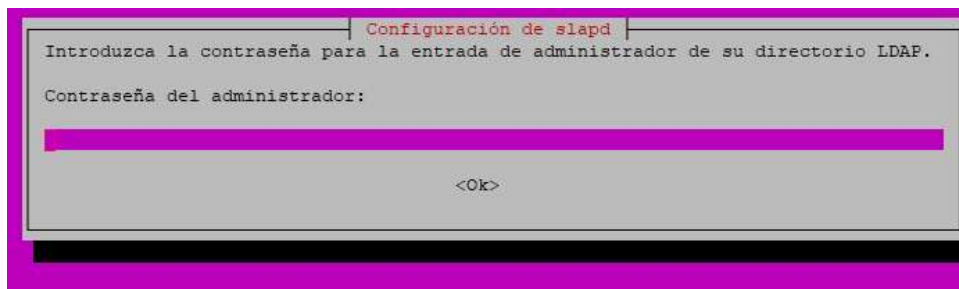 Configuración de slapd
Introduzca la contraseña para la entrada de administrador de su directorio LDAP.
Contraseña del administrador:
<Ok>